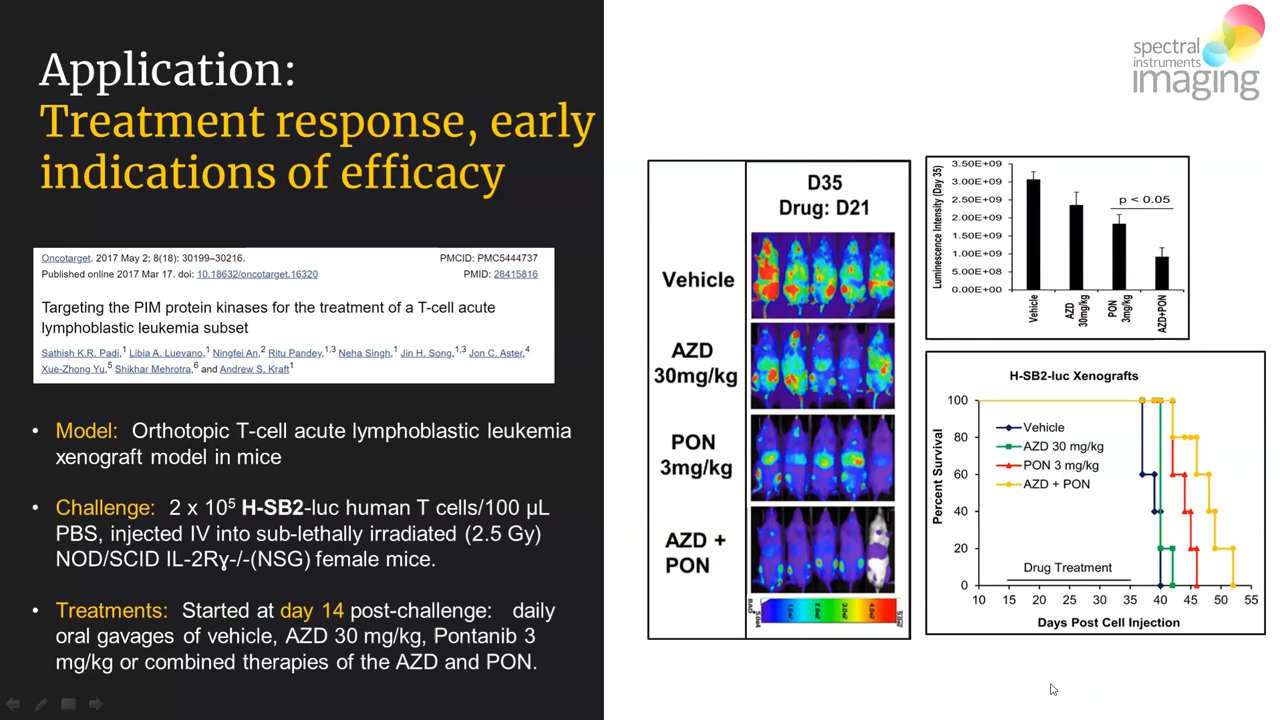 Application:
Treatment response, early
indications of efficacy
Oncotarget. 2017 May 2; 8(18): 30199–30216.
PMCID: PMC5444737
Published online 2017 Mar 17. doi: 10.18632/oncotarget.16320
PMID: 28415816
Targeting the PIM protein kinases for the treatment of a T-cell acute
lymphoblastic leukemia subset
Sathish K.R. Padi,1 Libia A. Luevano,1 Ningfei An,2 Ritu Pandey,1,3 Neha Singh,1 Jin H. Song,1,3 Jon C. Aster,4
Xue-Zhong Yu,5 Shikhar Mehrotra,6 and Andrew S. Kraft1
• Model: Orthotopic T-cell acute lymphoblastic leukemia
xenograft model in mice
• Challenge: 2 x 10⁵ H-SB2-luc human T cells/100 µL
PBS, injected IV into sub-lethally irradiated (2.5 Gy)
NOD/SCID IL-2Rɣ-/-(NSG) female mice.
• Treatments: Started at day 14 post-challenge: daily
oral gavages of vehicle, AZD 30 mg/kg, Pontanib 3
mg/kg or combined therapies of the AZD and PON.
spectral
instruments
imaging
D35
Drug: D21
Vehicle
AZD
30mg/kg
PON
3mg/kg
AZD +
PON
Luminescence Intensity (Day 35)
3.50E+09
3.00E+09
2.50E+09
2.00E+09
1.50E+09
1.00E+09
5.00E+08
0.00E+00
p < 0.05
Vehicle
AZD
30mg/kg
PON
3mg/kg
AZD+PON
H-SB2-luc Xenografts
Percent Survival
100
80
60
40
20
0
Vehicle
AZD 30 mg/kg
PON 3 mg/kg
AZD + PON
Drug Treatment
10 15 20 25 30 35 40 45 50 55
Days Post Cell Injection